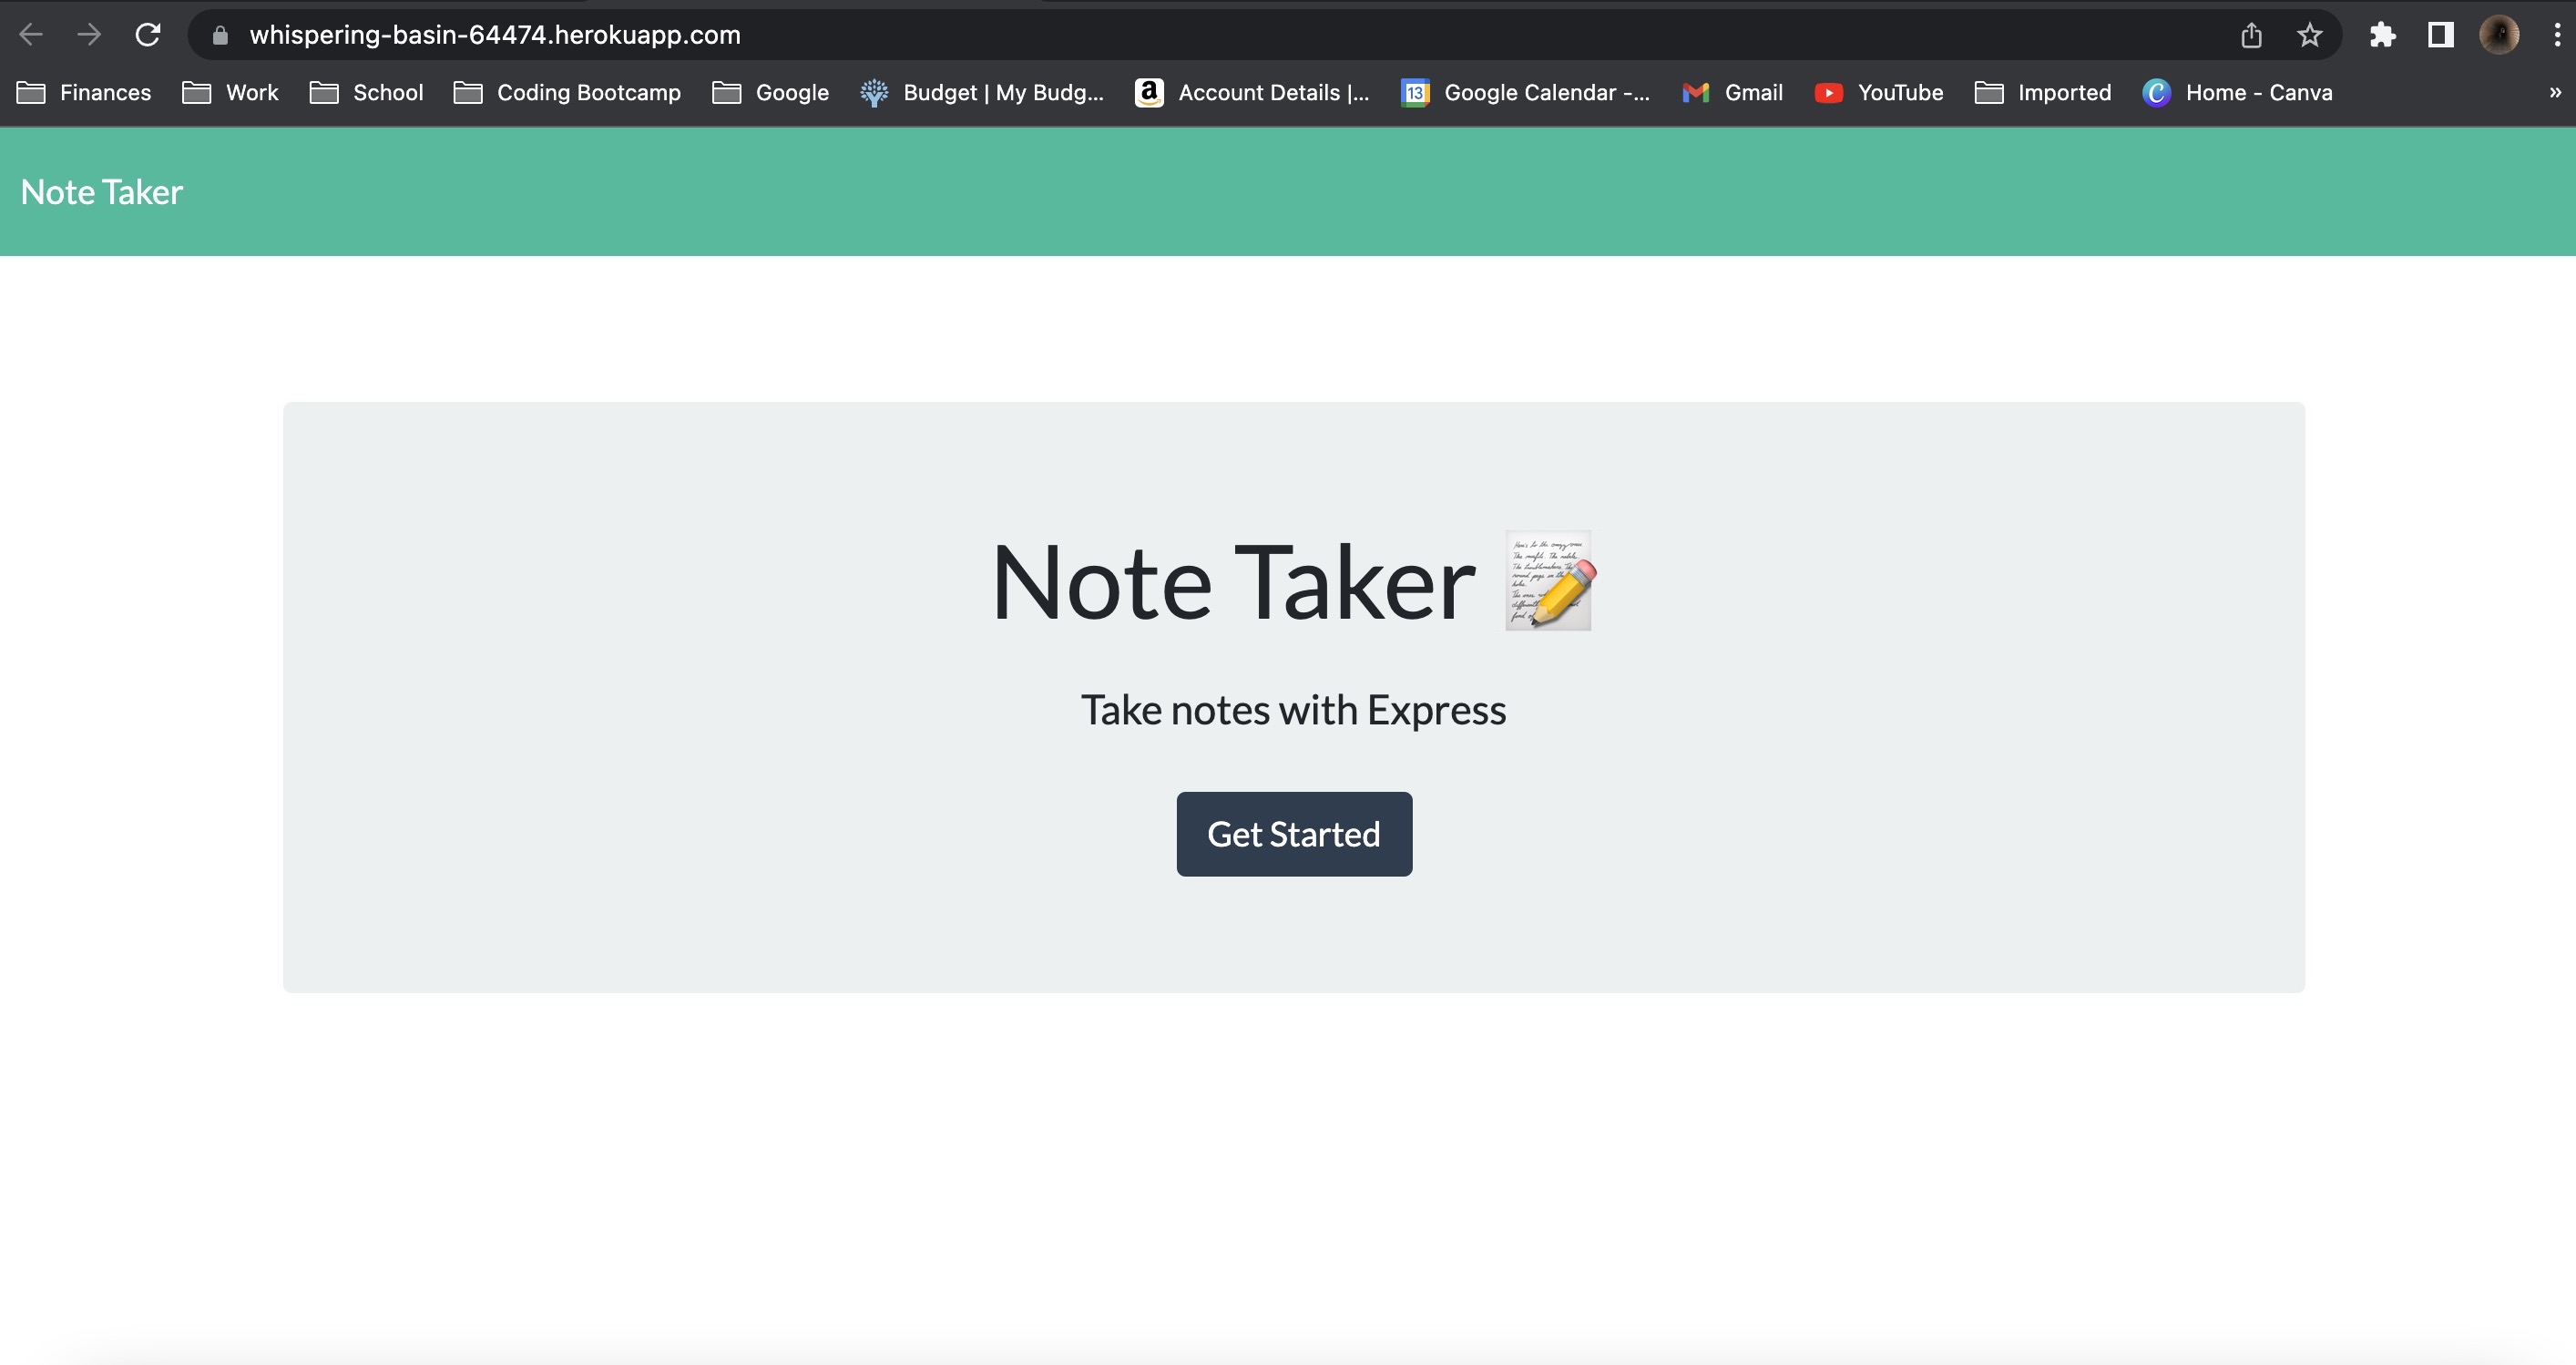 whispering-basin-64474.herokuapp.com
Finances Work School Coding Bootcamp Google Budget | My Budg... a Account Details |... 13 Google Calendar -... Gmail YouTube Imported C Home - Canva »
Note Taker
Note Taker
Take notes with Express
Get Started